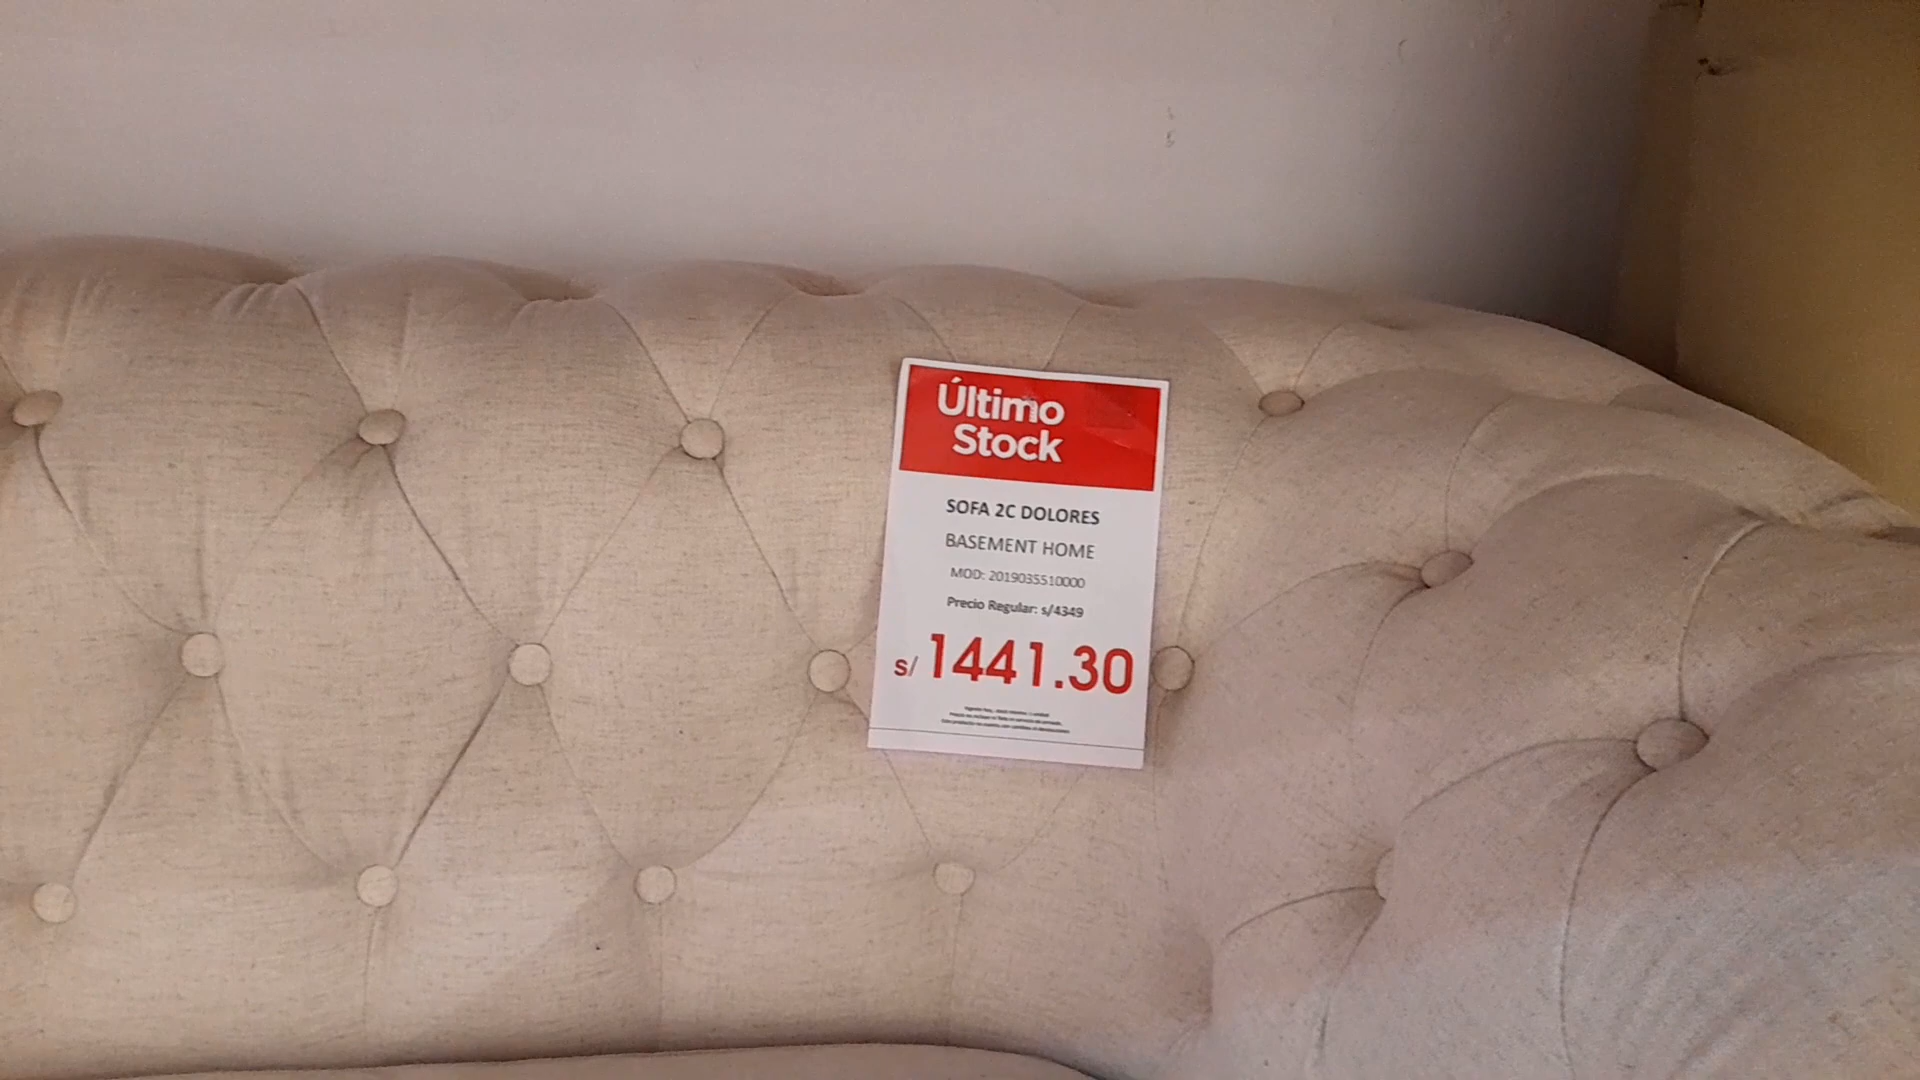 Último
Stock
SOFA 2C DOLORES
BASEMENT HOME
MOD: 2019035510000
Precio Regular: s/4349
s/ 1441.30